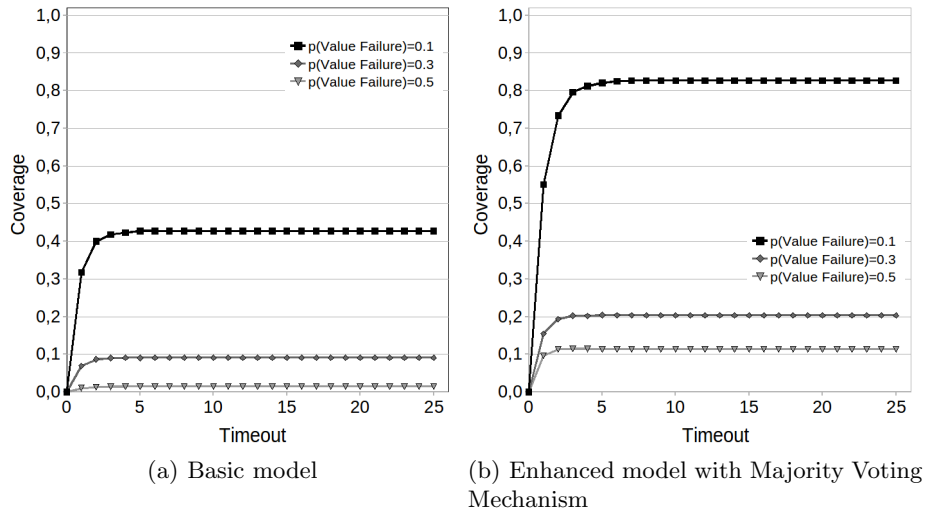 1,0
0,9
0,8
0,7
0,6
0,5
0,4
0,3
0,2
0,1
0,0
Coverage
p(Value Failure)=0.1
p(Value Failure)=0.3
p(Value Failure)=0.5
0 5 10 15 20 25
Timeout
(a) Basic model
1,0
0,9
0,8
0,7
0,6
0,5
0,4
0,3
0,2
0,1
0,0
Coverage
p(Value Failure)=0.1
p(Value Failure)=0.3
p(Value Failure)=0.5
0 5 10 15 20 25
Timeout
(b) Enhanced model with Majority Voting
Mechanism